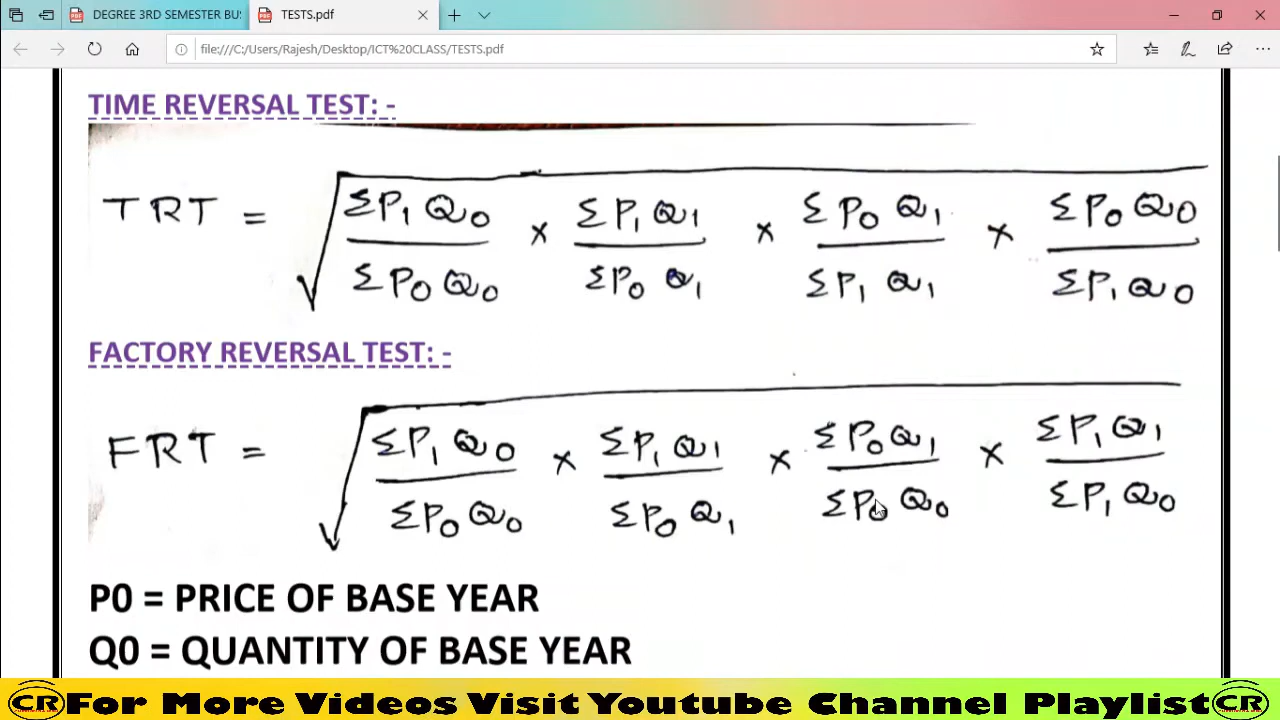 DEGREE 3RD SEMESTER BUS
TESTS.pdf
file:///C:/Users/Rajesh/Desktop/ICT%20CLASS/TESTS.pdf
TIME REVERSAL TEST: -
TRT = √ ΣP₁Q₀/ΣP₀Q₀ × ΣP₁Q₁/ΣP₀Q₁ × ΣP₀Q₁/ΣP₁Q₁ × ΣP₀Q₀/ΣP₁Q₀
FACTORY REVERSAL TEST: -
FRT = √ ΣP₁Q₀/ΣP₀Q₀ × ΣP₁Q₁/ΣP₀Q₁ × ΣP₀Q₁/ΣP₀Q₀ × ΣP₁Q₁/ΣP₁Q₀
P0 = PRICE OF BASE YEAR
Q0 = QUANTITY OF BASE YEAR
CR For More Videos Visit Youtube Channel Playlist CR